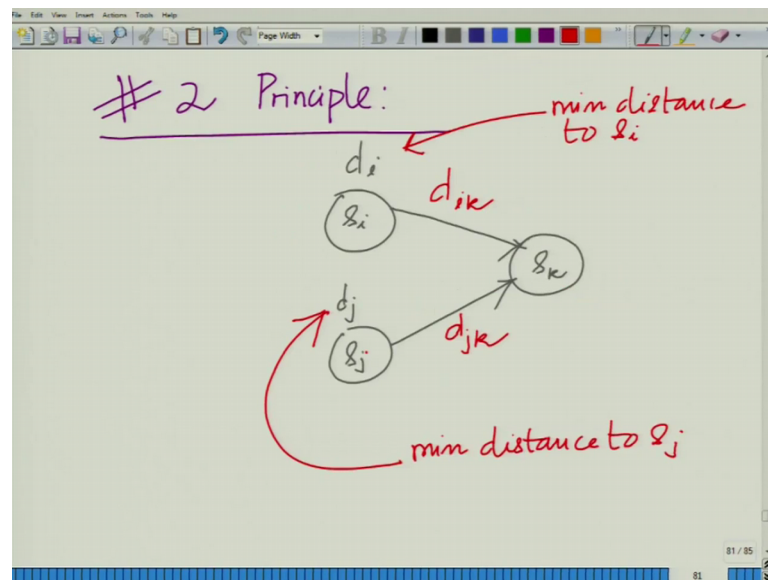 File Edit View Insert Actions Tools Help
Page Width
B I
# 2 Principle:
min distance
to si
di
dik
si
sk
dj
djk
sj
min distance to sj
81 / 85
81